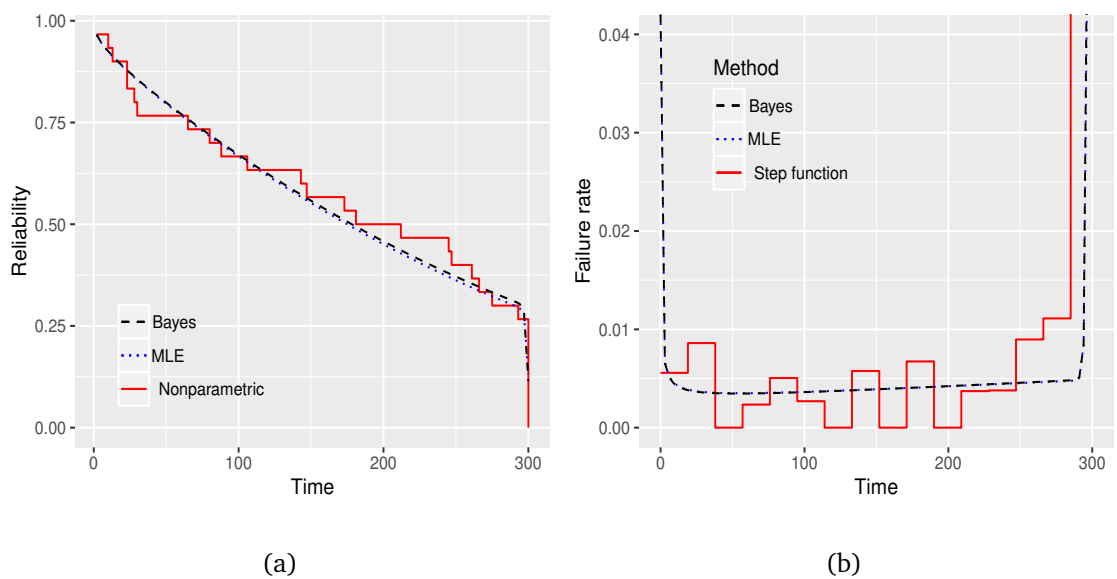 1.00
0.75
0.50
0.25
0.00
Reliability
Bayes
MLE
Nonparametric
0
100
200
300
Time
(a)
0.04
0.03
0.02
0.01
0.00
Failure rate
Method
Bayes
MLE
Step function
0
100
200
300
Time
(b)